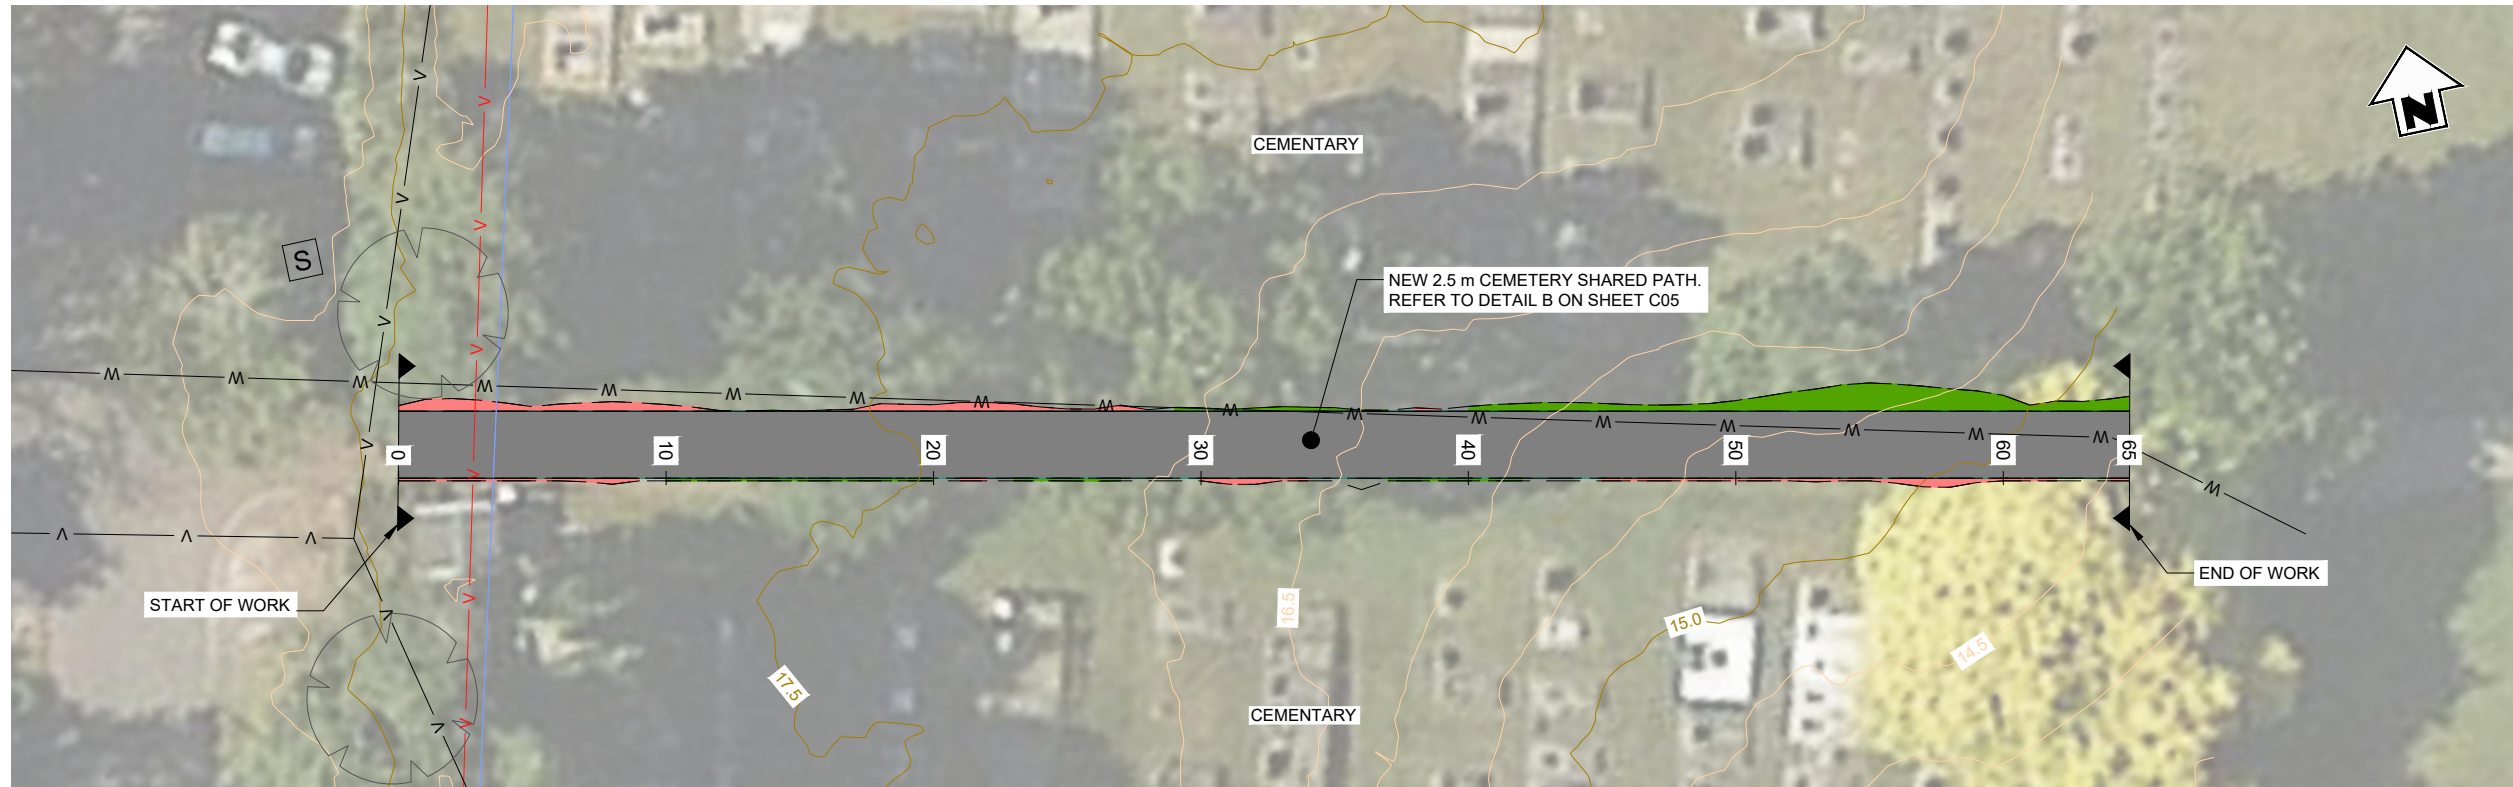 N
CEMENTARY
S
NEW 2.5 m CEMETERY SHARED PATH.
REFER TO DETAIL B ON SHEET C05
V V V V V V V V V V V V V V V V V
W W W W W W W W W W W W W W W W W W
0 10 20 30 40 50 60 65
START OF WORK
END OF WORK
16.5
15.0
14.5
17.5
CEMENTARY